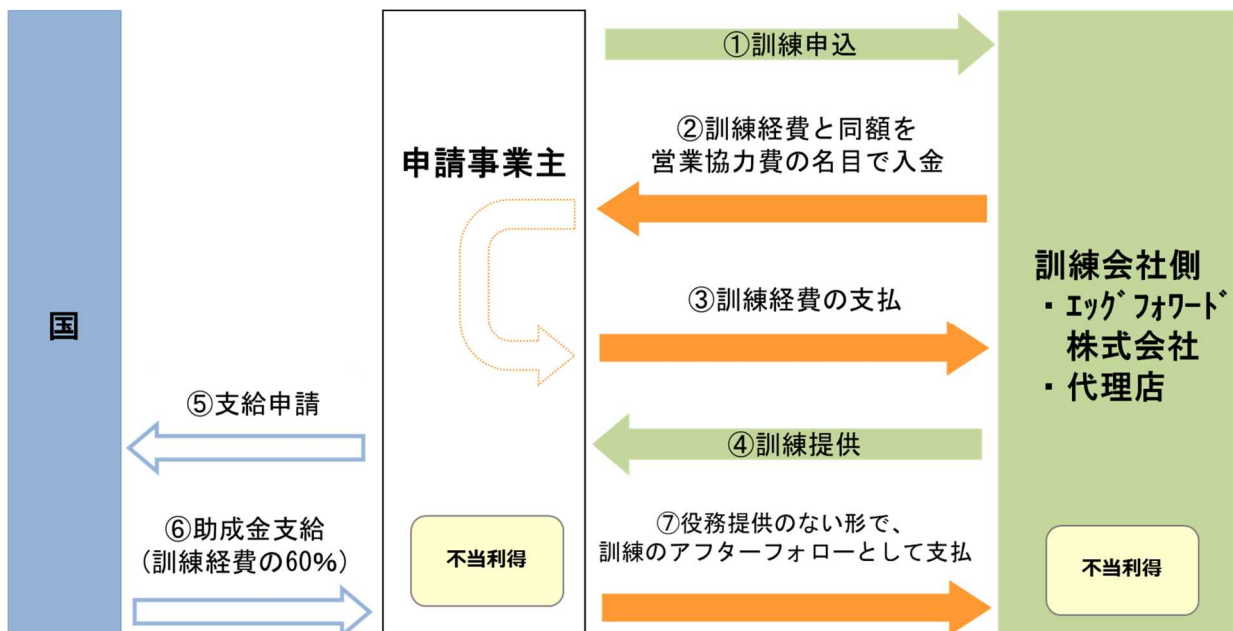 ①訓練申込
②訓練経費と同額を
営業協力費の名目で入金
申請事業主
訓練会社側
・ｴｯｸﾞﾌｫﾜｰﾄﾞ
株式会社
・代理店
国
③訓練経費の支払
⑤支給申請
④訓練提供
⑥助成金支給
(訓練経費の60%)
不当利得
⑦役務提供のない形で、
訓練のアフターフォローとして支払
不当利得